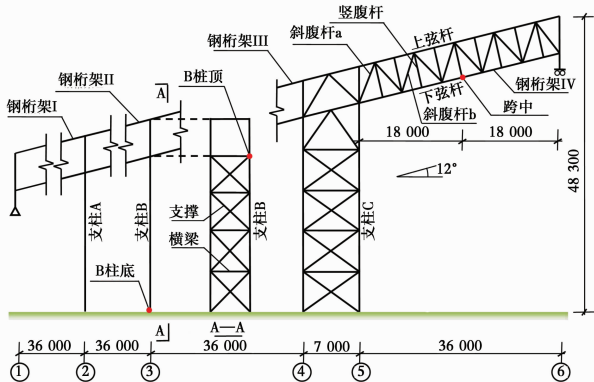 竖腹杆
斜腹杆a
上弦杆
钢桁架III
B桩顶
钢桁架II
A
钢桁架I
下弦杆
斜腹杆b
钢桁架IV
跨中
18 000
18 000
12°
48 300
支柱A
支柱B
支撑
横梁
支柱B
支柱C
B柱底
A
A—A
36 000
36 000
36 000
7 000
36 000
1
2
3
4
5
6